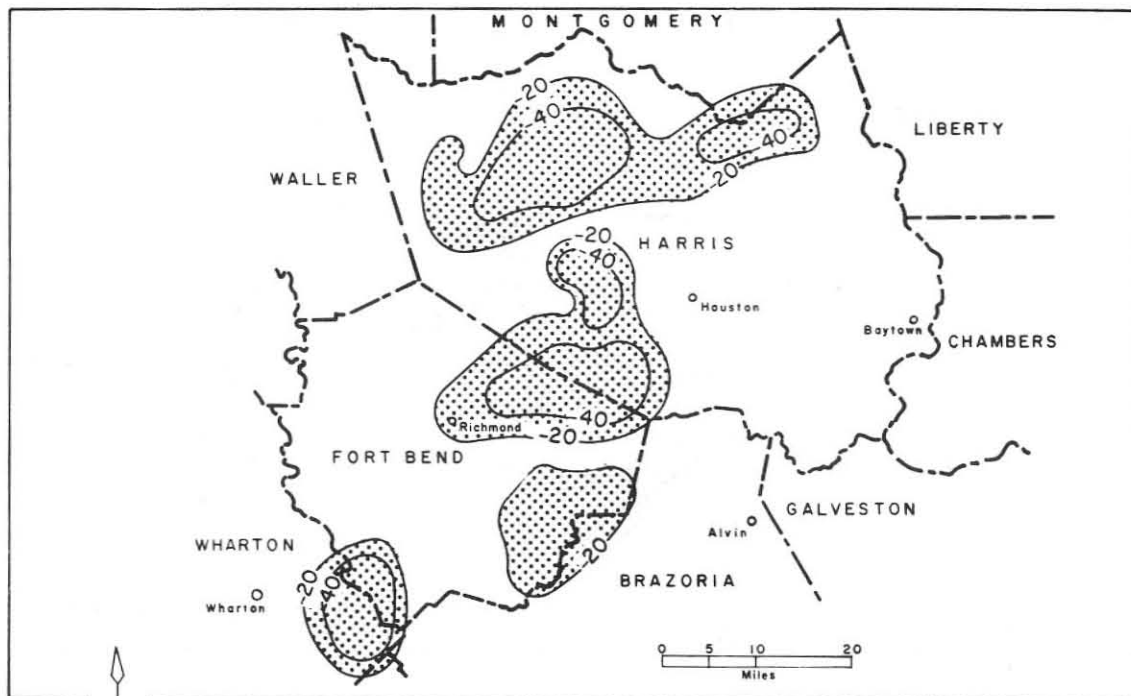 MONTGOMERY
-20
-40
LIBERTY
-40
WALLER
-20
-20
HARRIS
-40
Houston
Baytown
CHAMBERS
-40
Richmond
-20
FORT BEND
GALVESTON
Alvin
WHARTON
-20
-20
BRAZORIA
-40
Wharton
0 5 10 20
Miles